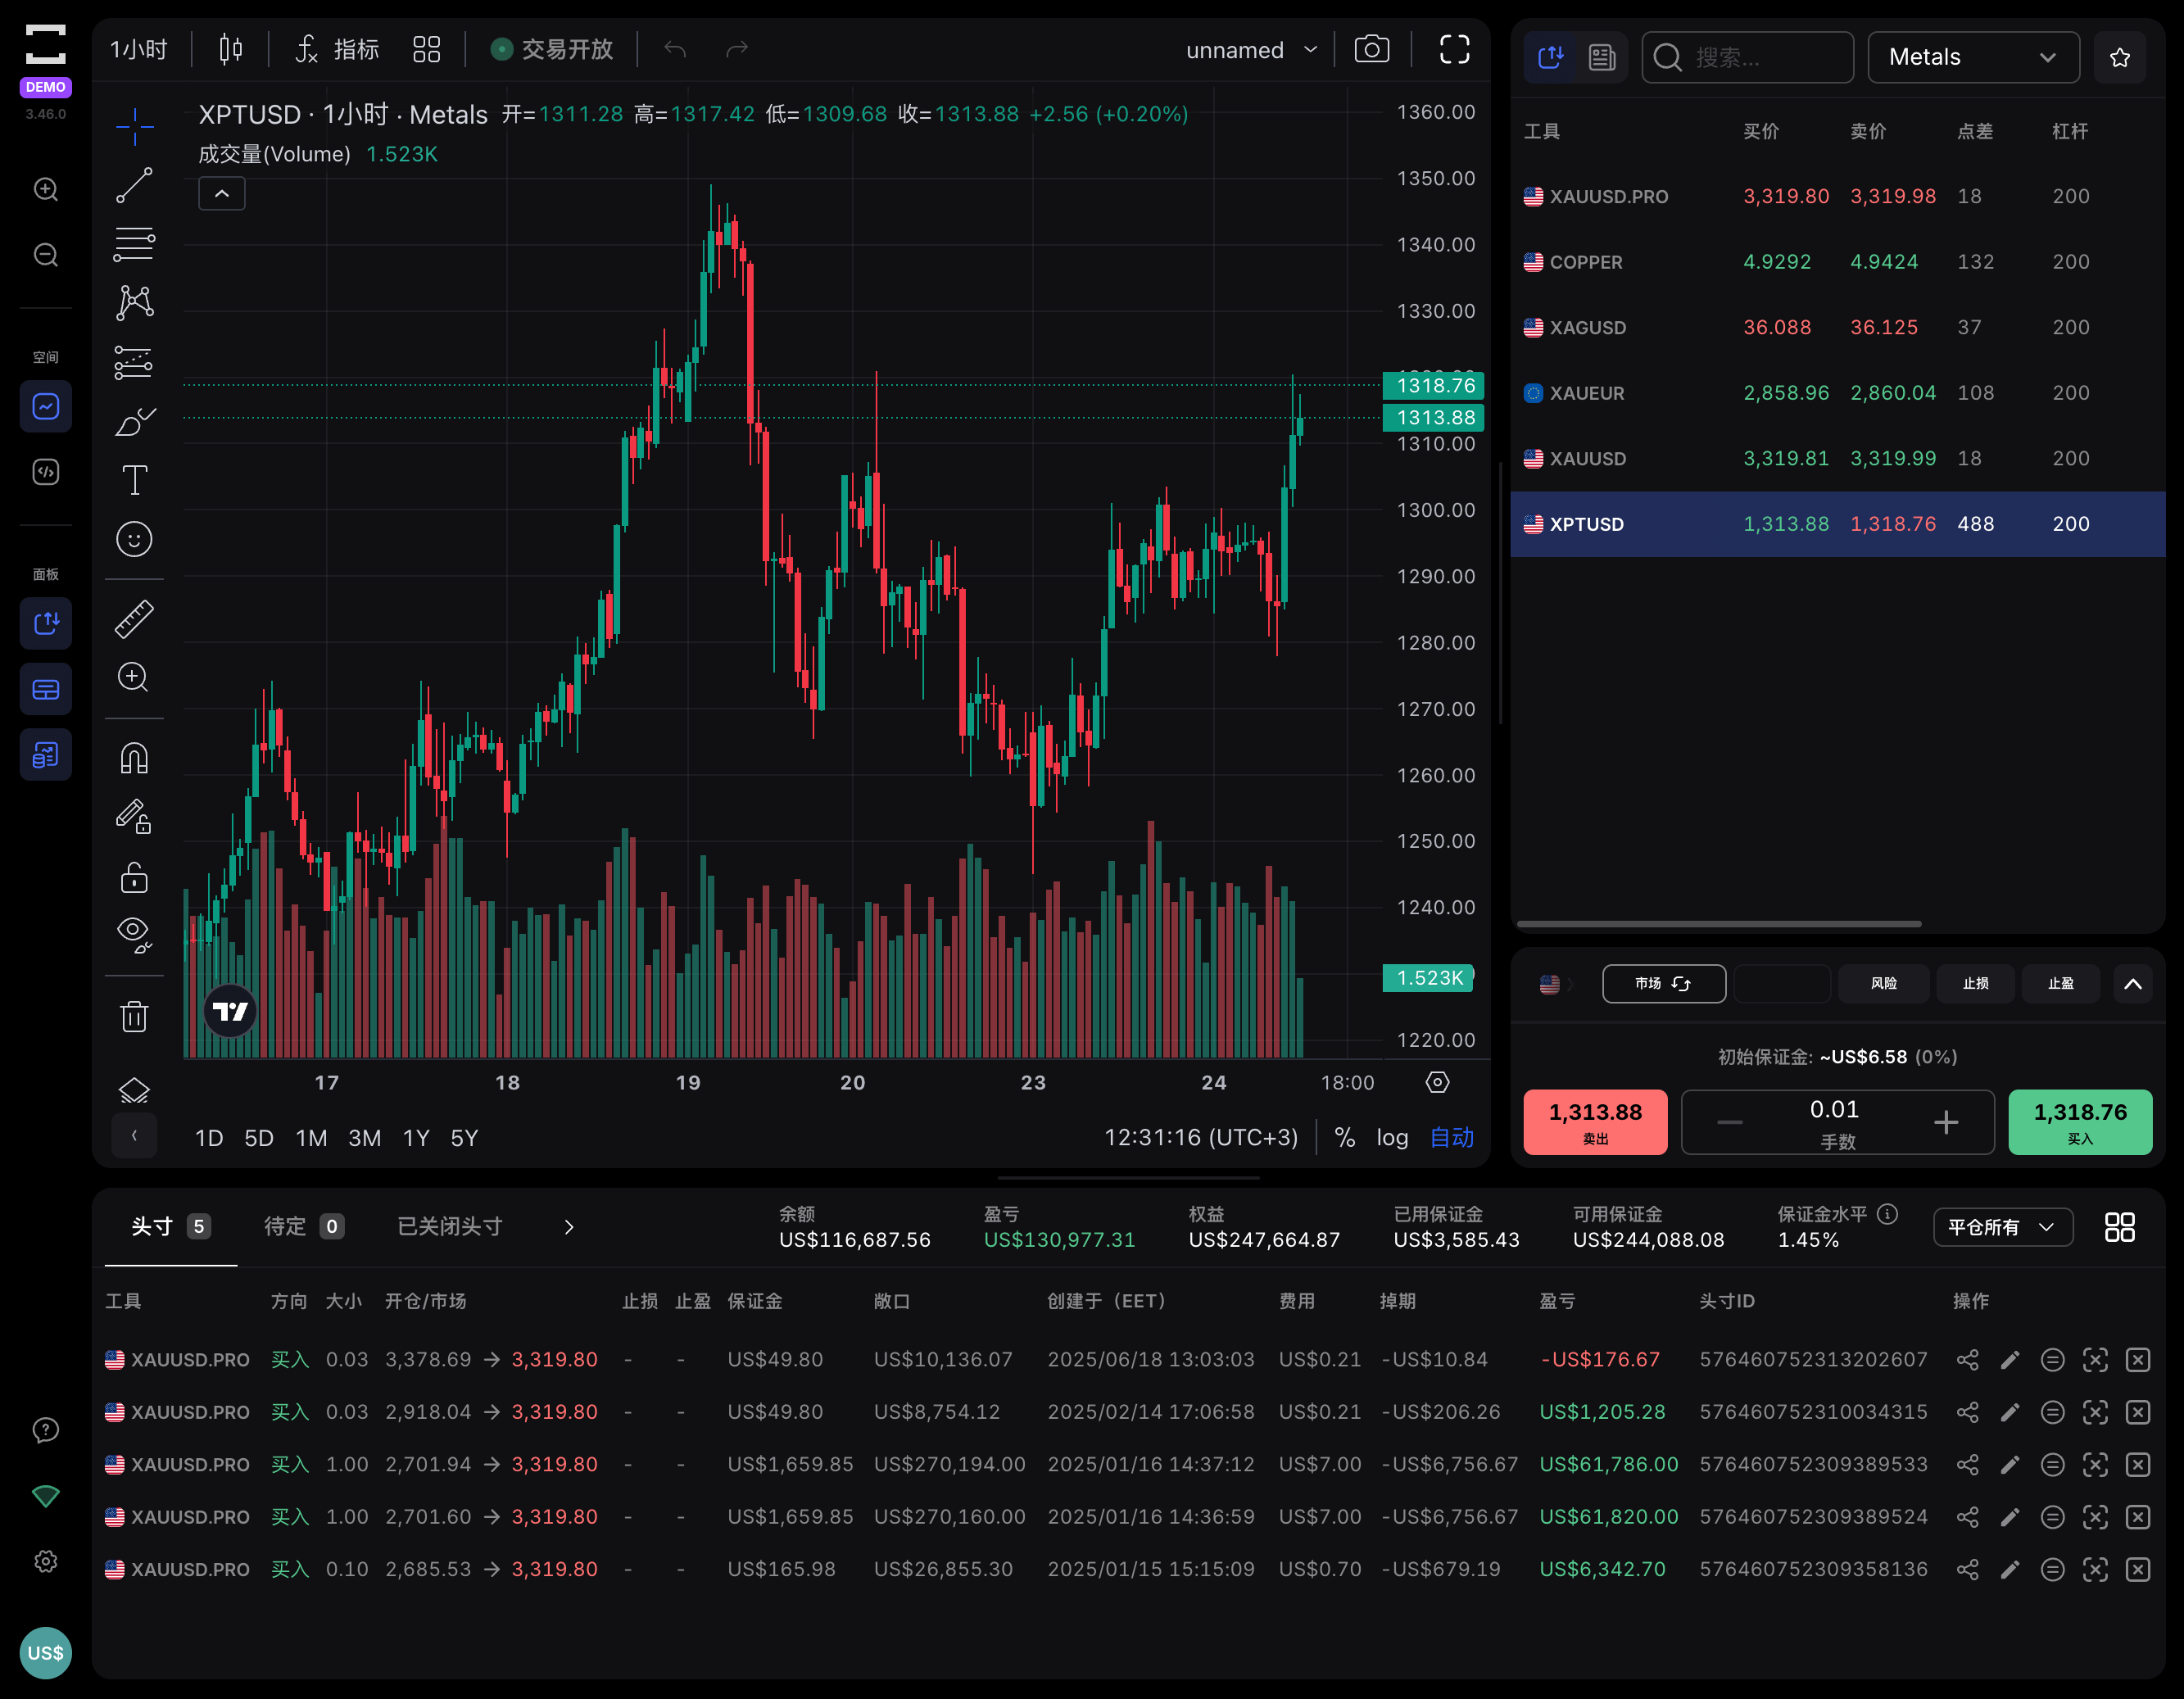 DEMO
3.46.0
空间
面板
US$
1小时 指标 交易开放 unnamed
XPTUSD · 1小时 · Metals 开=1311.28 高=1317.42 低=1309.68 收=1313.88 +2.56 (+0.20%)
成交量(Volume) 1.523K
1360.00
1350.00
1340.00
1330.00
1318.76
1313.88
1310.00
1300.00
1290.00
1280.00
1270.00
1260.00
1250.00
1240.00
1.523K
1220.00
17 18 19 20 23 24 18:00
1D 5D 1M 3M 1Y 5Y 12:31:16 (UTC+3) % log 自动
搜索... Metals
工具 买价 卖价 点差 杠杆
XAUUSD.PRO 3,319.80 3,319.98 18 200
COPPER 4.9292 4.9424 132 200
XAGUSD 36.088 36.125 37 200
XAUEUR 2,858.96 2,860.04 108 200
XAUUSD 3,319.81 3,319.99 18 200
XPTUSD 1,313.88 1,318.76 488 200
市场 风险 止损 止盈
初始保证金: ~US$6.58 (0%)
1,313.88 0.01 1,318.76
卖出 手数 买入
头寸 5 待定 0 已关闭头寸
余额 盈亏 权益 已用保证金 可用保证金 保证金水平
US$116,687.56 US$130,977.31 US$247,664.87 US$3,585.43 US$244,088.08 1.45%
平仓所有
工具 方向 大小 开仓/市场 止损 止盈 保证金 敞口 创建于（EET） 费用 掉期 盈亏 头寸ID 操作
XAUUSD.PRO 买入 0.03 3,378.69 → 3,319.80 - - US$49.80 US$10,136.07 2025/06/18 13:03:03 US$0.21 -US$10.84 -US$176.67 576460752313202607
XAUUSD.PRO 买入 0.03 2,918.04 → 3,319.80 - - US$49.80 US$8,754.12 2025/02/14 17:06:58 US$0.21 -US$206.26 US$1,205.28 576460752310034315
XAUUSD.PRO 买入 1.00 2,701.94 → 3,319.80 - - US$1,659.85 US$270,194.00 2025/01/16 14:37:12 US$7.00 -US$6,756.67 US$61,786.00 576460752309389533
XAUUSD.PRO 买入 1.00 2,701.60 → 3,319.80 - - US$1,659.85 US$270,160.00 2025/01/16 14:36:59 US$7.00 -US$6,756.67 US$61,820.00 576460752309389524
XAUUSD.PRO 买入 0.10 2,685.53 → 3,319.80 - - US$165.98 US$26,855.30 2025/01/15 15:15:09 US$0.70 -US$679.19 US$6,342.70 576460752309358136